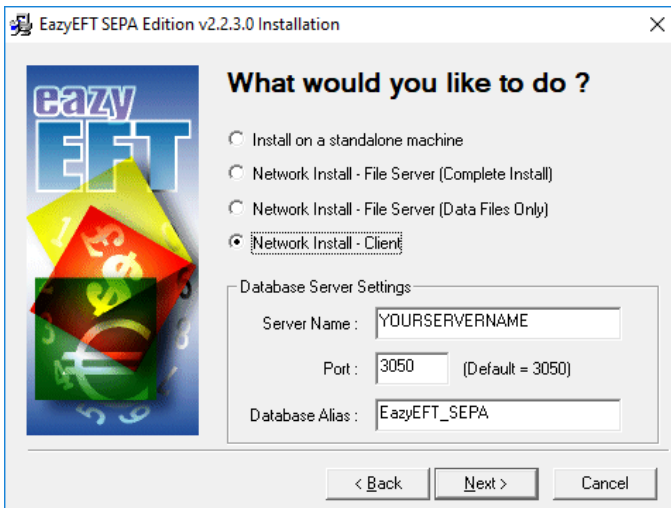 EazyEFT SEPA Edition v2.2.3.0 Installation
eazy
EFT
What would you like to do ?
Install on a standalone machine
Network Install - File Server (Complete Install)
Network Install - File Server (Data Files Only)
Network Install - Client
Database Server Settings
Server Name : YOURSERVERNAME
Port : 3050 (Default = 3050)
Database Alias : EazyEFT_SEPA
< Back Next > Cancel